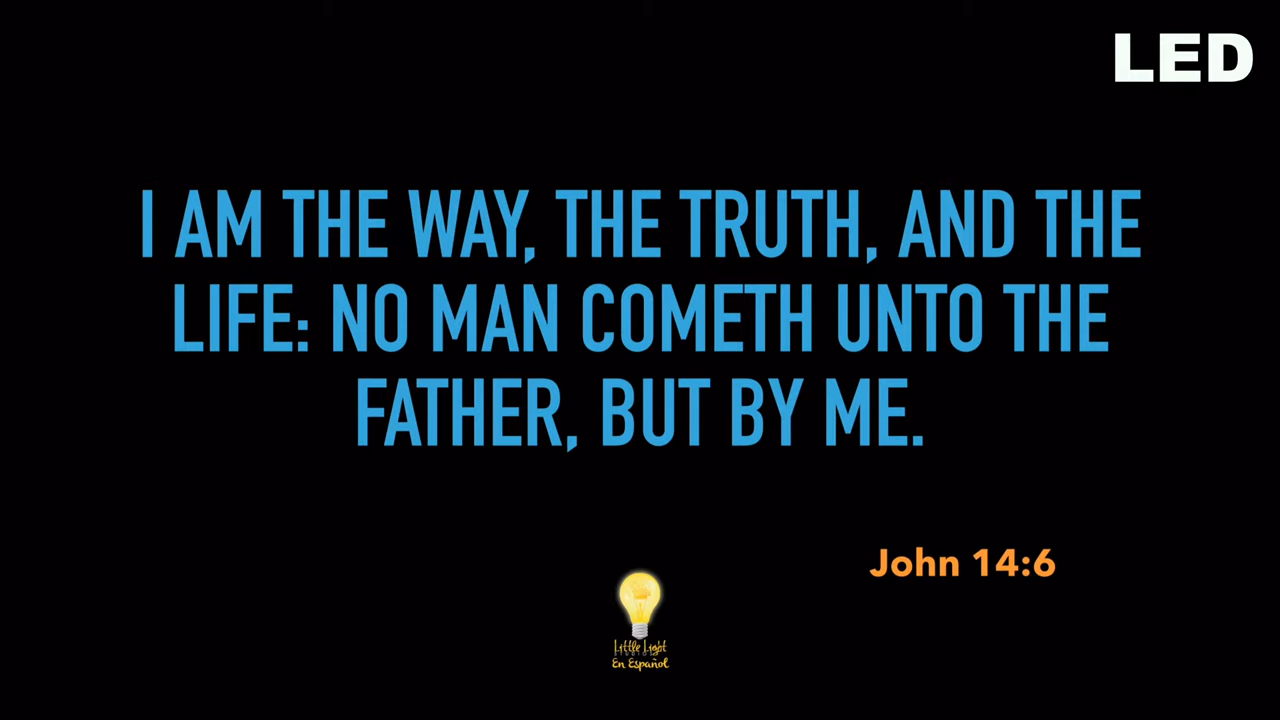 LED
I AM THE WAY, THE TRUTH, AND THE
LIFE: NO MAN COMETH UNTO THE
FATHER, BUT BY ME.
John 14:6
Little Light
STUDIOS
En Español